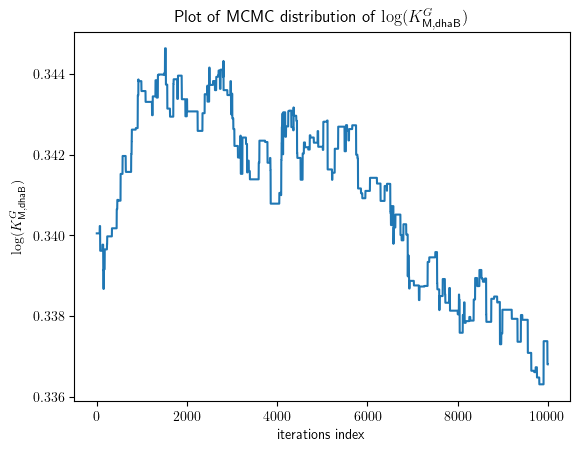 Plot of MCMC distribution of log(K^G_{M,dhaB})
log(K^G_{M,dhaB})
0.344
0.342
0.340
0.338
0.336
0 2000 4000 6000 8000 10000
iterations index